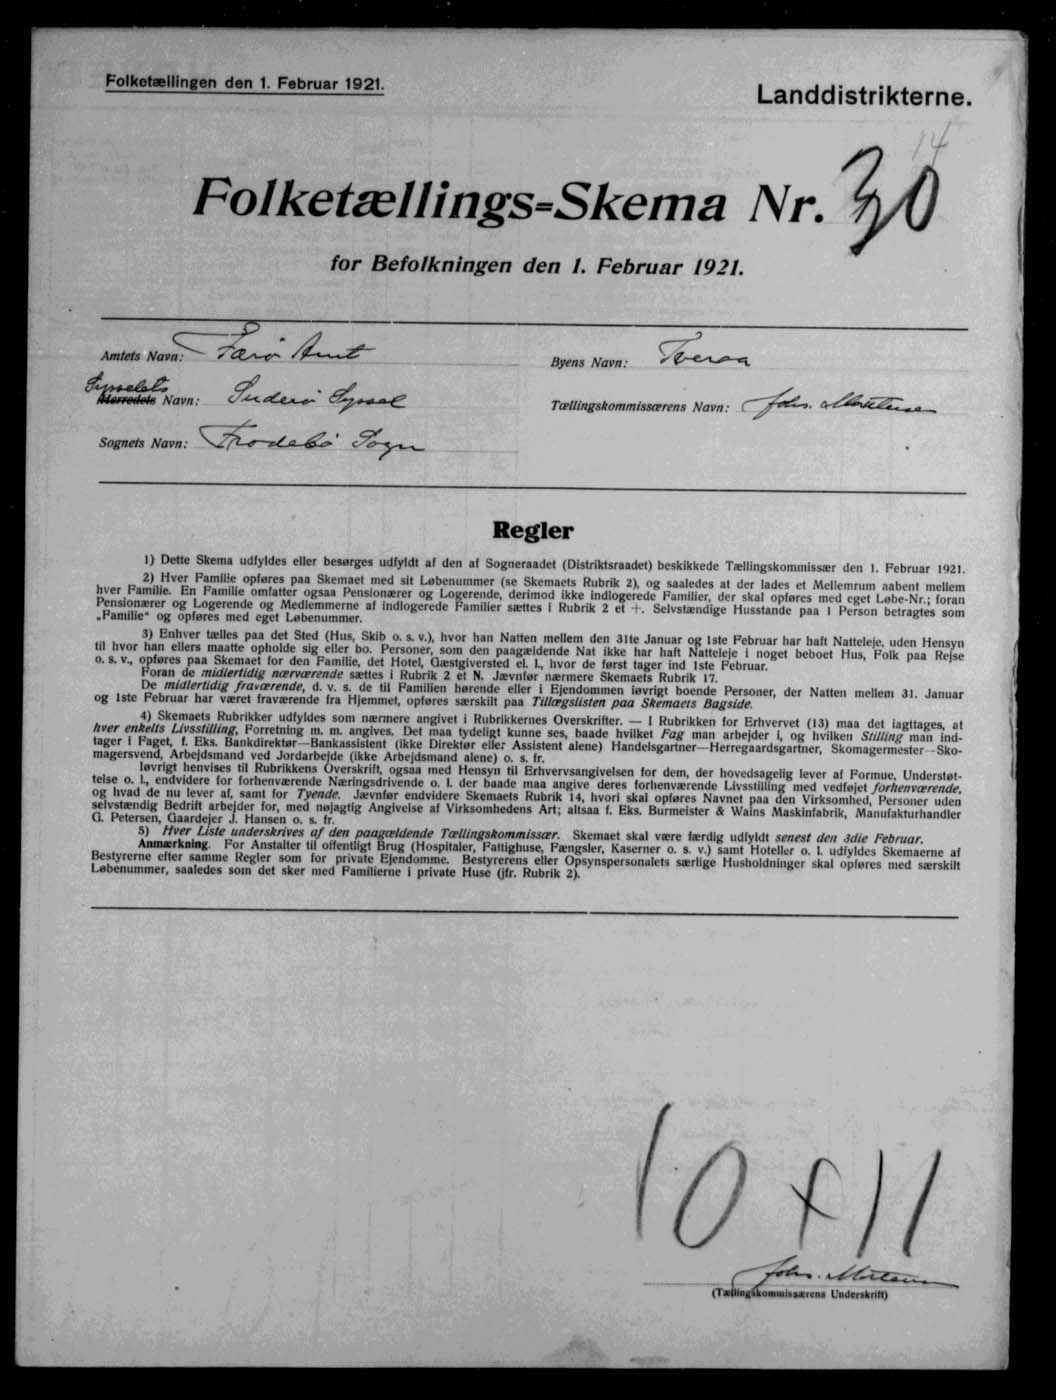 Folketællingen den 1. Februar 1921.
Landdistrikterne.
14
Folketællings=Skema Nr. 30
for Befolkningen den 1. Februar 1921.
Amtets Navn: Færø Amt
Byens Navn: Tveraa
Sysselets
Herredets Navn: Suderø Syssel
Tællingskommissærens Navn: Johs. Mortensen
Sognets Navn: Frodebø Sogn
Regler
1) Dette Skema udfyldes eller besørges udfyldt af den af Sogneraadet (Distriktsraadet) beskikkede Tællingskommissær den 1. Februar 1921.
2) Hver Familie opføres paa Skemaet med sit Løbenummer (se Skemaets Rubrik 2), og saaledes at der lades et Mellemrum aabent mellem
hver Familie. En Familie omfatter ogsaa Pensionærer og Logerende, derimod ikke indlogerede Familier, der skal opføres med eget Løbe-Nr.; foran
Pensionærer og Logerende og Medlemmerne af indlogerede Familier sættes i Rubrik 2 et +. Selvstændige Husstande paa 1 Person betragtes som
„Familie" og opføres med eget Løbenummer.
3) Enhver tælles paa det Sted (Hus, Skib o. s. v.), hvor han Natten mellem den 31te Januar og 1ste Februar har haft Natteleje, uden Hensyn
til hvor han ellers maatte opholde sig eller bo. Personer, som den paagældende Nat ikke har haft Natteleje i noget beboet Hus, Folk paa Rejse
o. s. v., opføres paa Skemaet for den Familie, det Hotel, Gæstgiversted el. l., hvor de først tager ind 1ste Februar.
Foran de midlertidig nærværende sættes i Rubrik 2 et N. Jævnfør nærmere Skemaets Rubrik 17.
De midlertidig fraværende, d. v. s. de til Familien hørende eller i Ejendommen iøvrigt boende Personer, der Natten mellem 31. Januar
og 1ste Februar har været fraværende fra Hjemmet, opføres særskilt paa Tillægslisten paa Skemaets Bagside.
4) Skemaets Rubrikker udfyldes som nærmere angivet i Rubrikkernes Overskrifter. — I Rubrikken for Erhvervet (13) maa det iagttages, at
hver enkelts Livsstilling, Forretning m. m. angives. Det maa tydeligt kunne ses, baade hvilket Fag man arbejder i, og hvilken Stilling man ind-
tager i Faget, f. Eks. Bankdirektør—Bankassistent (ikke Direktør eller Assistent alene) Handelsgartner—Herregaardsgartner, Skomagermester—Sko-
magersvend, Arbejdsmand ved Jordarbejde (ikke Arbejdsmand alene) o. s. fr.
Iøvrigt henvises til Rubrikkens Overskrift, ogsaa med Hensyn til Erhvervsangivelsen for dem, der hovedsagelig lever af Formue, Understøt-
telse o. l., endvidere for forhenværende Næringsdrivende o. l. der baade maa angive deres forhenværende Livsstilling med vedføjet forhenværende,
og hvad de nu lever af, samt for Tyende. Jævnfør endvidere Skemaets Rubrik 14, hvori skal opføres Navnet paa den Virksomhed, Personer uden
selvstændig Bedrift arbejder for, med nøjagtig Angivelse af Virksomhedens Art; altsaa f. Eks. Burmeister & Wains Maskinfabrik, Manufakturhandler
G. Petersen, Gaardejer J. Hansen o. s. fr.
5) Hver Liste underskrives af den paagældende Tællingskommissær. Skemaet skal være færdig udfyldt senest den 3die Februar.
Anmærkning. For Anstalter til offentligt Brug (Hospitaler, Fattighuse, Fængsler, Kaserner o. s. v.) samt Hoteller o. l. udfyldes Skemaerne af
Bestyrerne efter samme Regler som for private Ejendomme. Bestyrerens eller Opsynspersonalets særlige Husholdninger skal opføres med særskilt
Løbenummer, saaledes som det sker med Familierne i private Huse (jfr. Rubrik 2).
10 + 11
Johs. Mortensen
(Tællingskommissærens Underskrift)